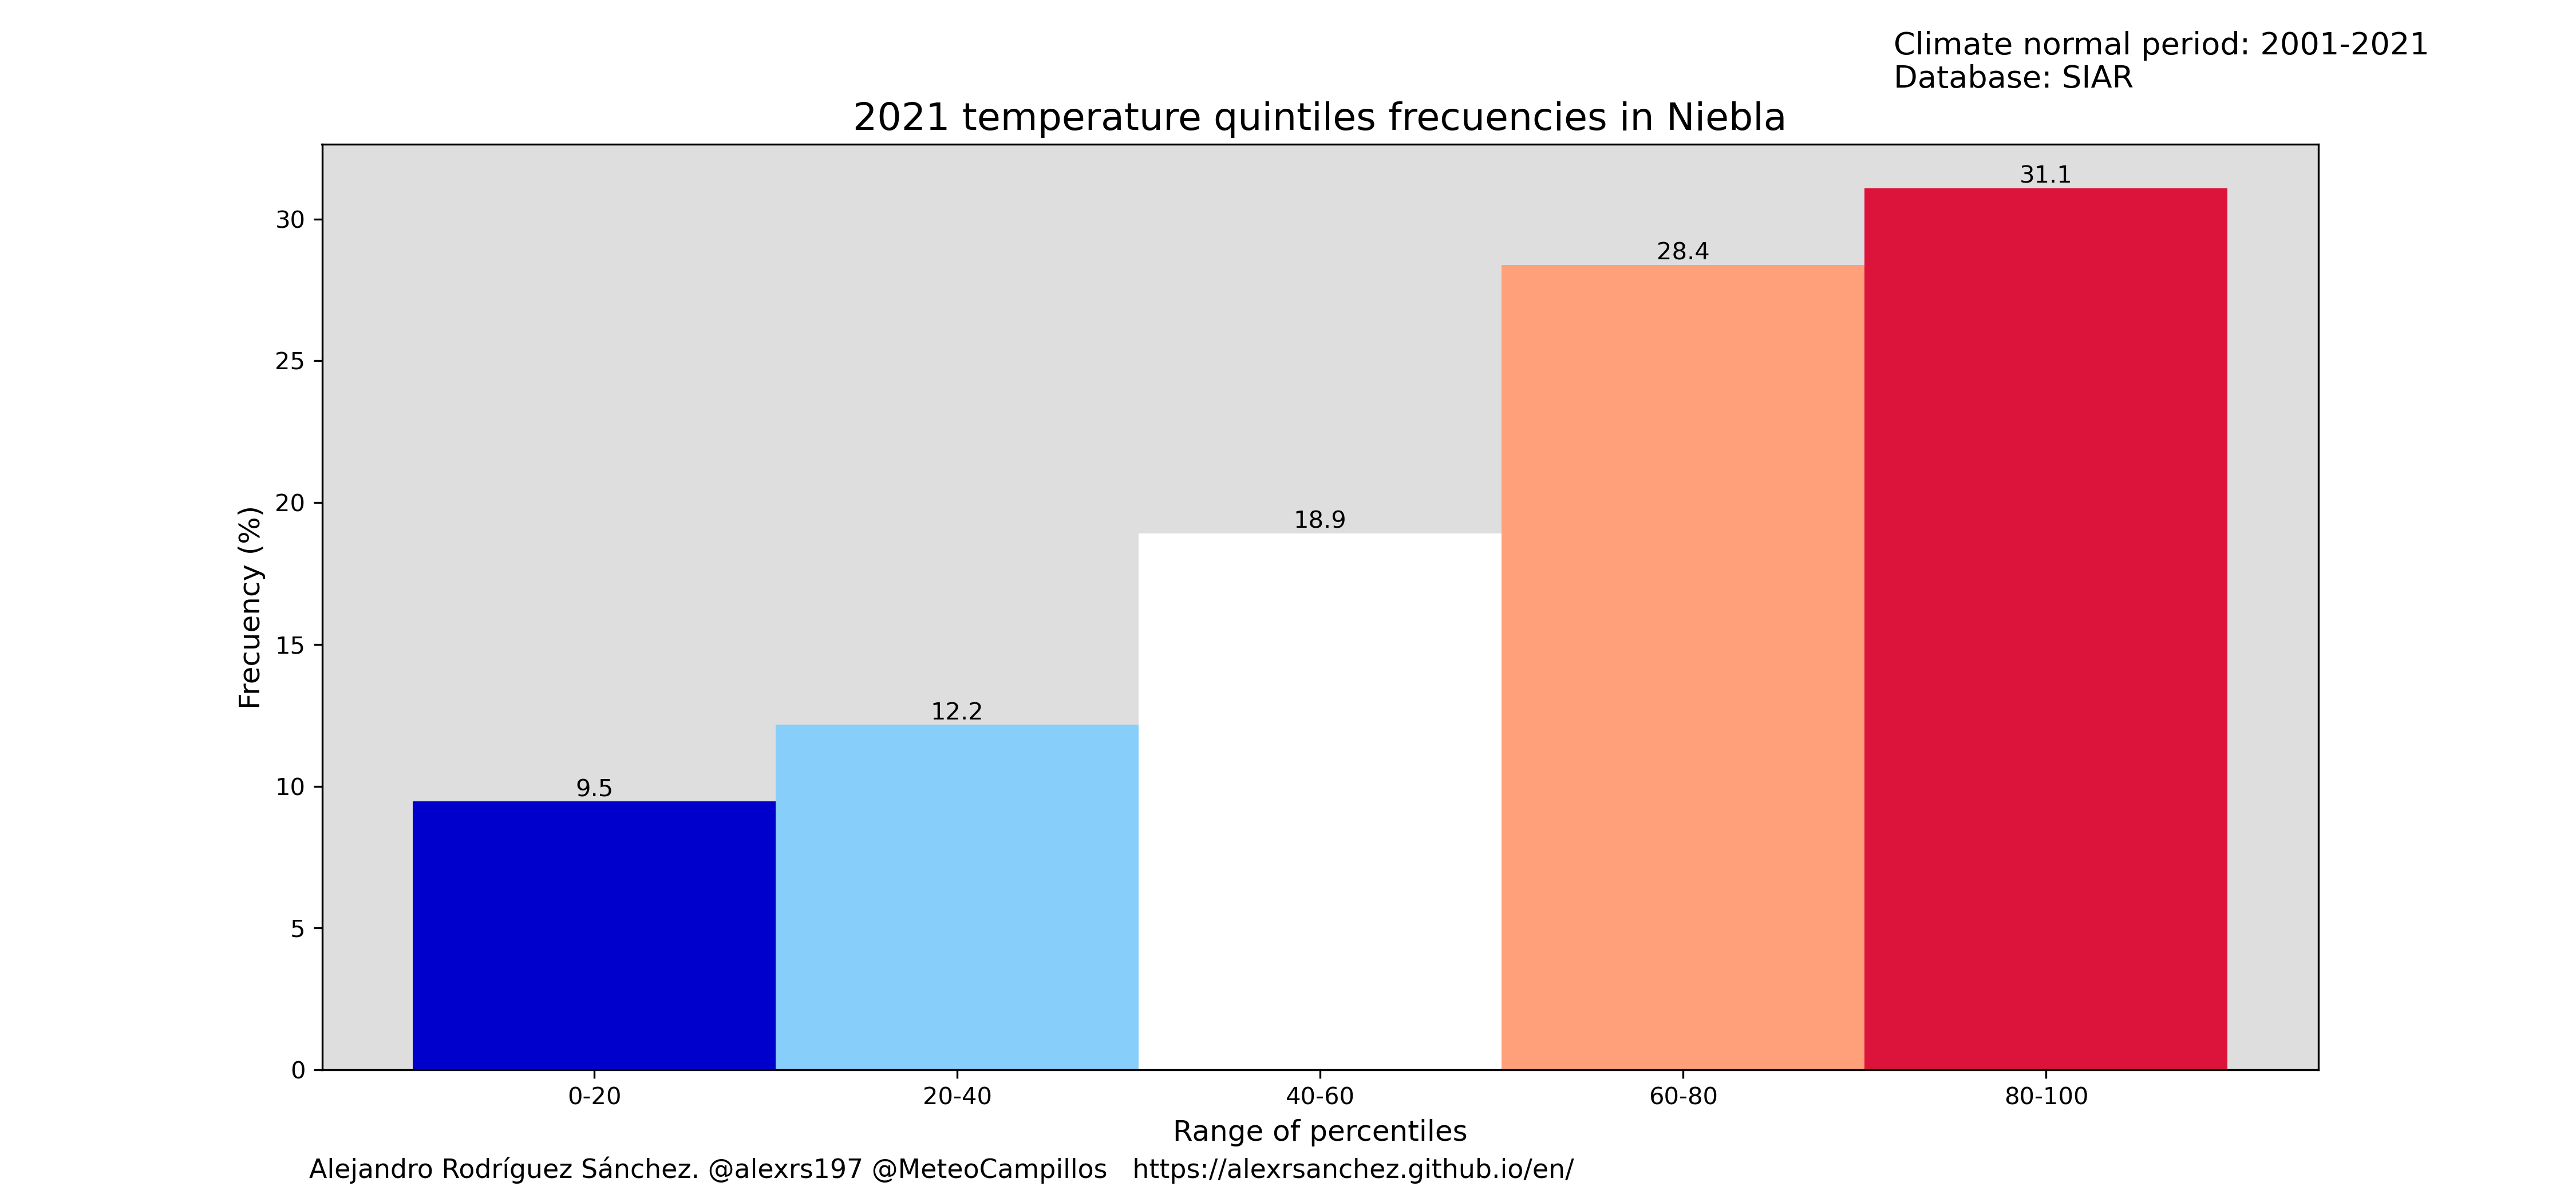 Climate normal period: 2001-2021
Database: SIAR
2021 temperature quintiles frecuencies in Niebla
Frecuency (%)
30
25
20
15
10
5
0
31.1
28.4
18.9
12.2
9.5
0-20 20-40 40-60 60-80 80-100
Range of percentiles
Alejandro Rodríguez Sánchez. @alexrs197 @MeteoCampillos https://alexrsanchez.github.io/en/